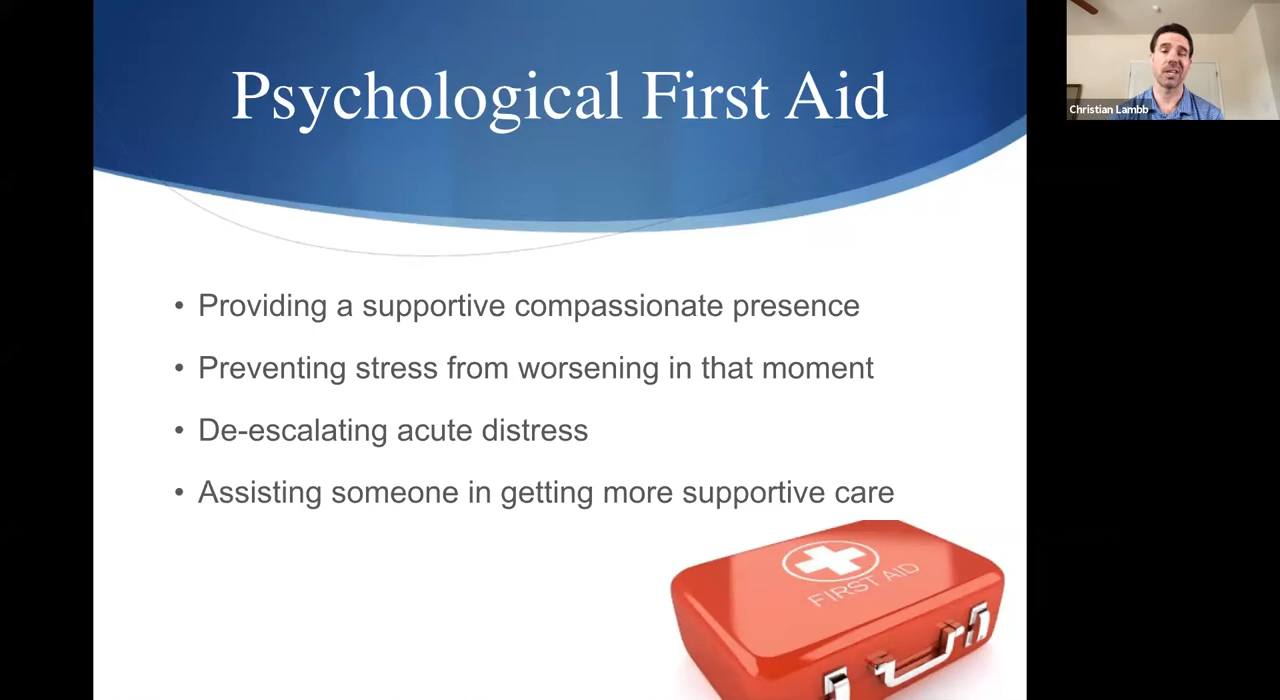 Psychological First Aid
Christian Lambb
• Providing a supportive compassionate presence
• Preventing stress from worsening in that moment
• De-escalating acute distress
• Assisting someone in getting more supportive care
FIRST AID